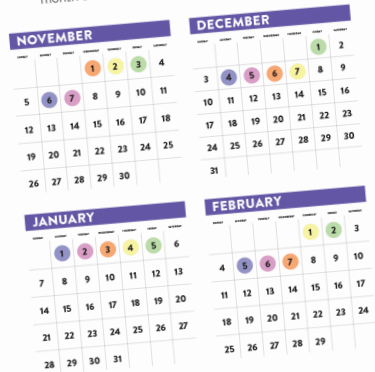 NOVEMBER
1 2 3 4
5 6 7 8 9 10 11
12 13 14 15 16 17 18
19 20 21 22 23 24 25
26 27 28 29 30
DECEMBER
1 2
3 4 5 6 7 8 9
10 11 12 13 14 15 16
17 18 19 20 21 22 23
24 25 26 27 28 29 30
31
JANUARY
1 2 3 4 5 6
7 8 9 10 11 12 13
14 15 16 17 18 19 20
21 22 23 24 25 26 27
28 29 30 31
FEBRUARY
1 2 3
4 5 6 7 8 9 10
11 12 13 14 15 16 17
18 19 20 21 22 23 24
25 26 27 28 29